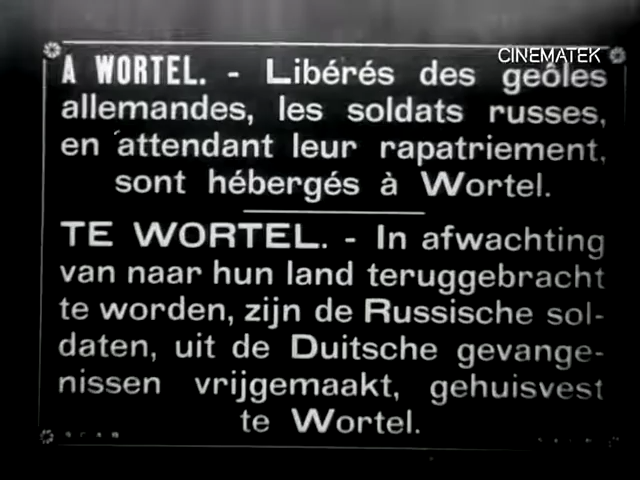 CINEMATEK
A WORTEL. - Libérés des geôles
allemandes, les soldats russes,
en attendant leur rapatriement,
sont hébergés à Wortel.
TE WORTEL. - In afwachting
van naar hun land teruggebracht
te worden, zijn de Russische sol-
daten, uit de Duitsche gevange-
nissen vrijgemaakt, gehuisvest
te Wortel.